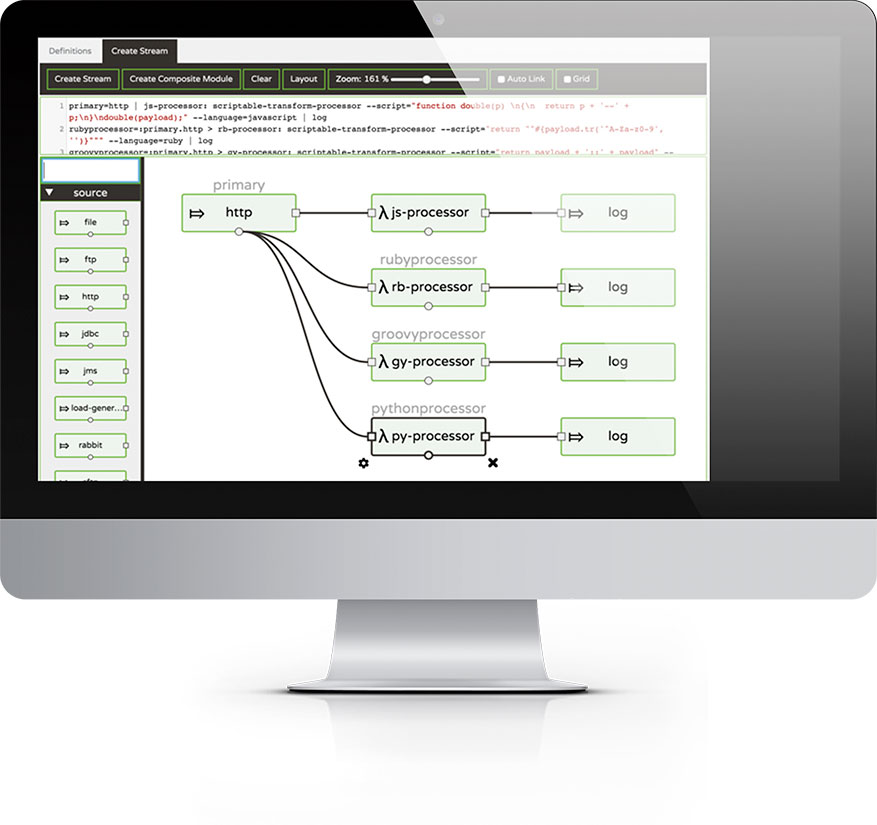 Definitions
Create Stream
Create Stream
Create Composite Module
Clear
Layout
Zoom: 161 %
Auto Link
Grid
1 primary=http | js-processor: scriptable-transform-processor --script="function double(p) \n{\n  return p + '--' +
p;\n}\ndouble(payload);" --language=javascript | log
2 rubyprocessor=:primary.http > rb-processor: scriptable-transform-processor --script='return ""#{payload.tr('"A-Za-z0-9',
'')}""" --language=ruby | log
3 groovyprocessor=:primary.http > gy-processor: scriptable-transform-processor --script="return payload + '::' + payload" --
source
file
ftp
http
jdbc
jms
load-gener...
rabbit
primary
http
λ js-processor
log
rubyprocessor
λ rb-processor
log
groovyprocessor
λ gy-processor
log
pythonprocessor
λ py-processor
log